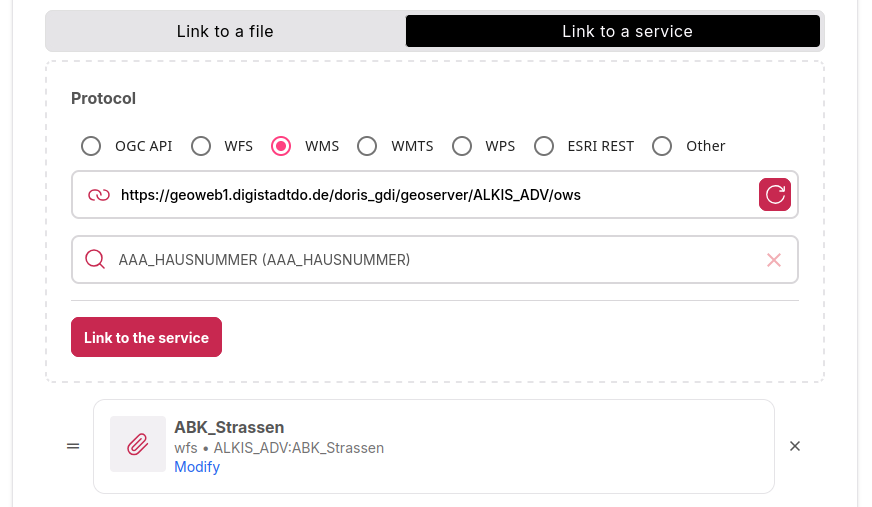 Link to a file Link to a service
Protocol
OGC API WFS WMS WMTS WPS ESRI REST Other
https://geoweb1.digistadtdo.de/doris_gdi/geoserver/ALKIS_ADV/ows
AAA_HAUSNUMMER (AAA_HAUSNUMMER)
Link to the service
ABK_Strassen
wfs • ALKIS_ADV:ABK_Strassen
Modify